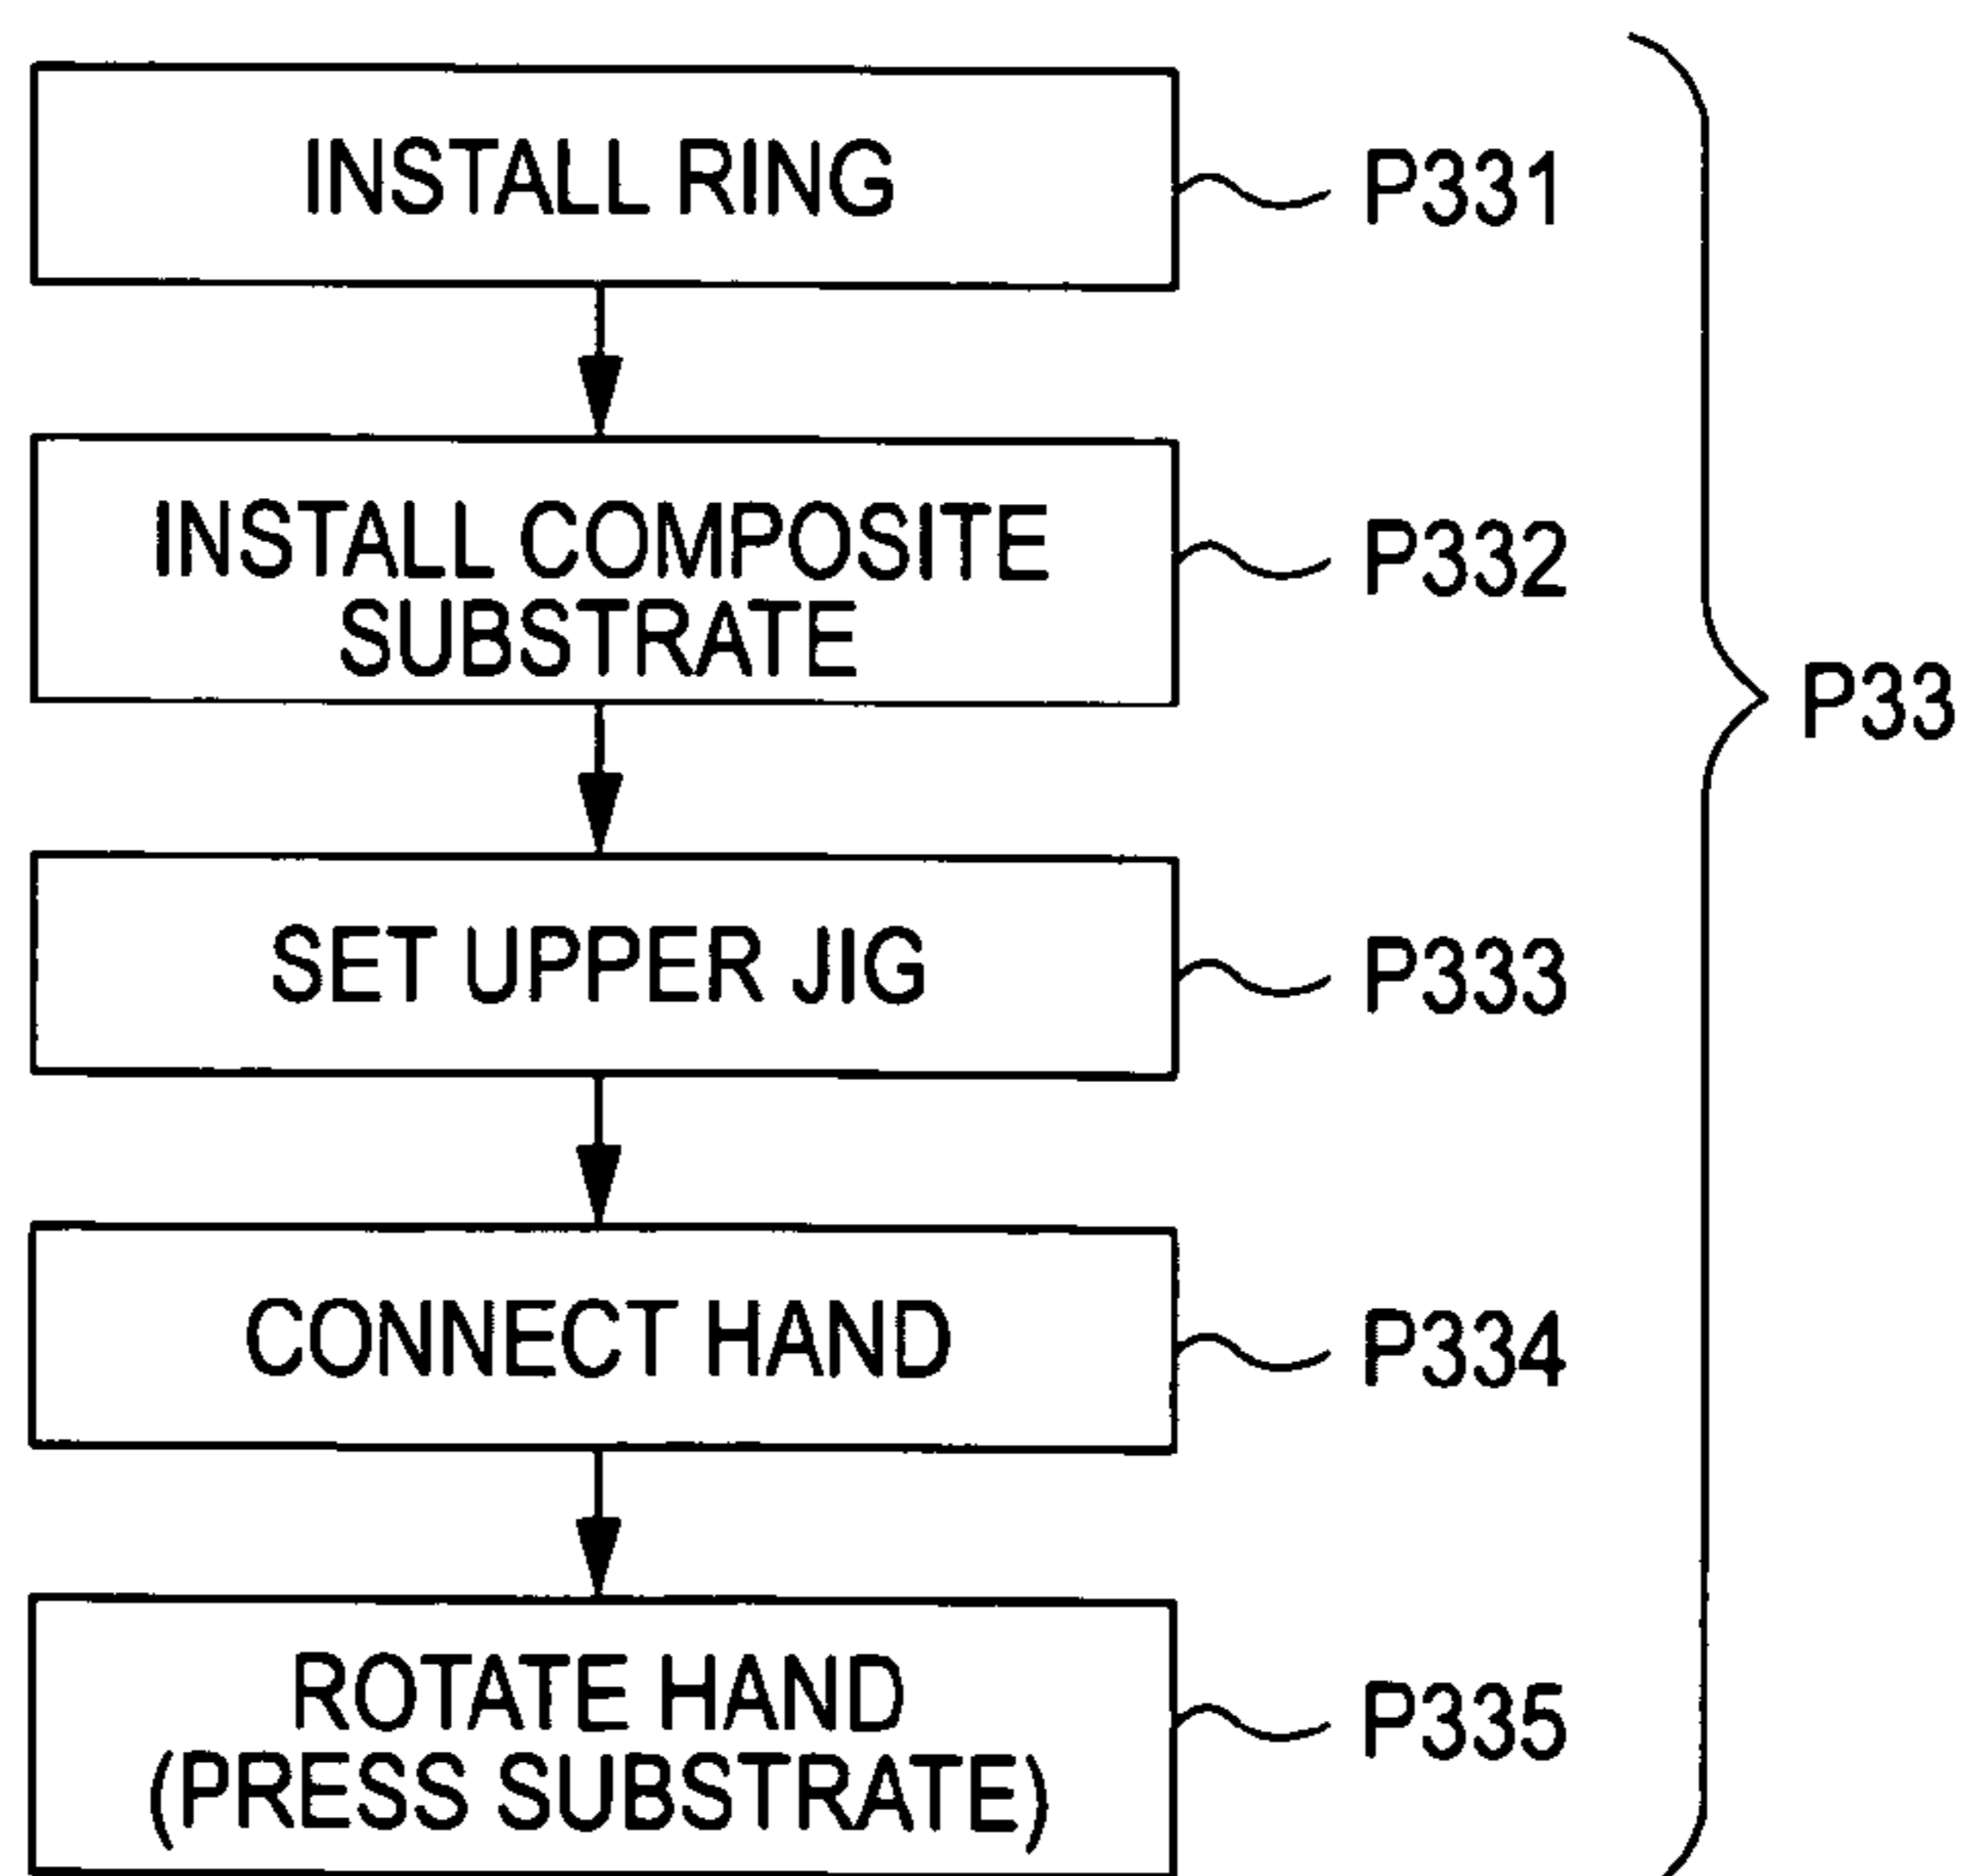 INSTALL RING
P331
INSTALL COMPOSITE
SUBSTRATE
P332
P33
SET UPPER JIG
P333
CONNECT HAND
P334
ROTATE HAND
(PRESS SUBSTRATE)
P335